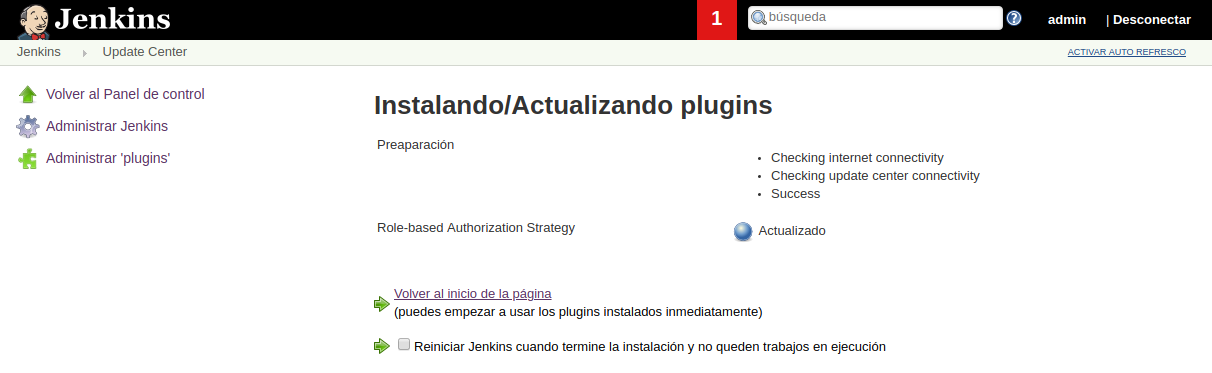 Jenkins
1
búsqueda
?
admin
| Desconectar
Jenkins
Update Center
ACTIVAR AUTO REFRESCO
Volver al Panel de control
Administrar Jenkins
Administrar 'plugins'
Instalando/Actualizando plugins
Preaparación
• Checking internet connectivity
• Checking update center connectivity
• Success
Role-based Authorization Strategy
Actualizado
Volver al inicio de la página
(puedes empezar a usar los plugins instalados inmediatamente)
Reiniciar Jenkins cuando termine la instalación y no queden trabajos en ejecución